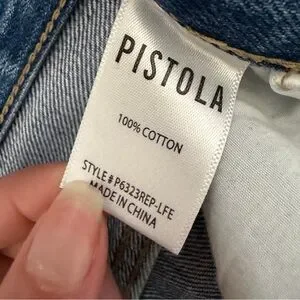 PISTOLA
100% COTTON
STYLE# P6323REP-LFE
MADE IN CHINA